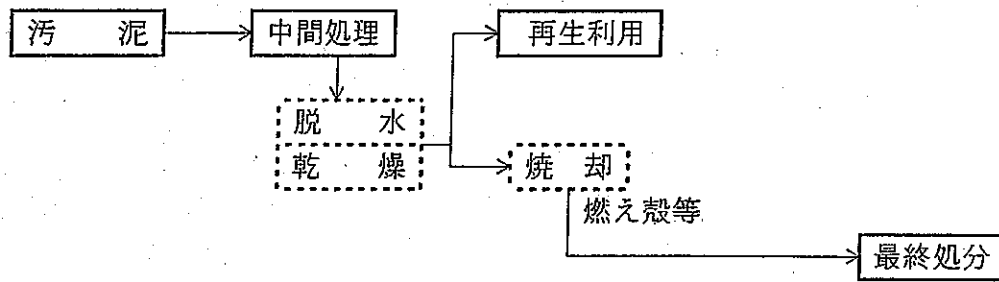 汚泥
中間処理
再生利用
脱水
乾燥
焼却
燃え殻等
最終処分